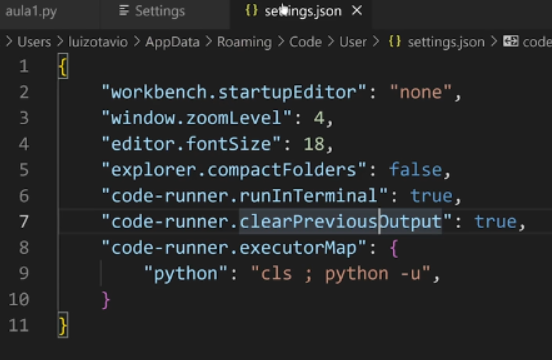 aula1.py Settings {} settings.json ×
> Users > luizotavio > AppData > Roaming > Code > User > {} settings.json > code
1 {
2 "workbench.startupEditor": "none",
3 "window.zoomLevel": 4,
4 "editor.fontSize": 18,
5 "explorer.compactFolders": false,
6 "code-runner.runInTerminal": true,
7 "code-runner.clearPreviousOutput": true,
8 "code-runner.executorMap": {
9 "python": "cls ; python -u",
10 }
11 }